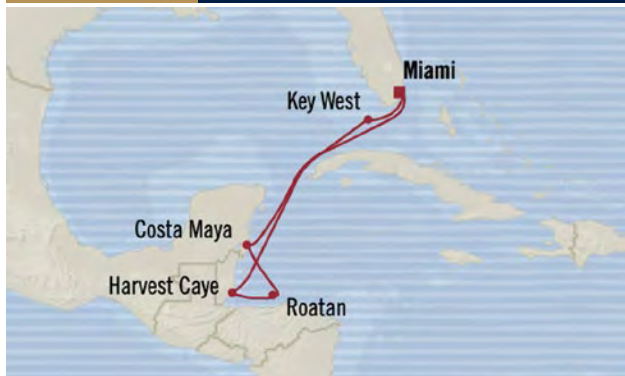 Miami
Key West
Costa Maya
Harvest Caye
Roatan